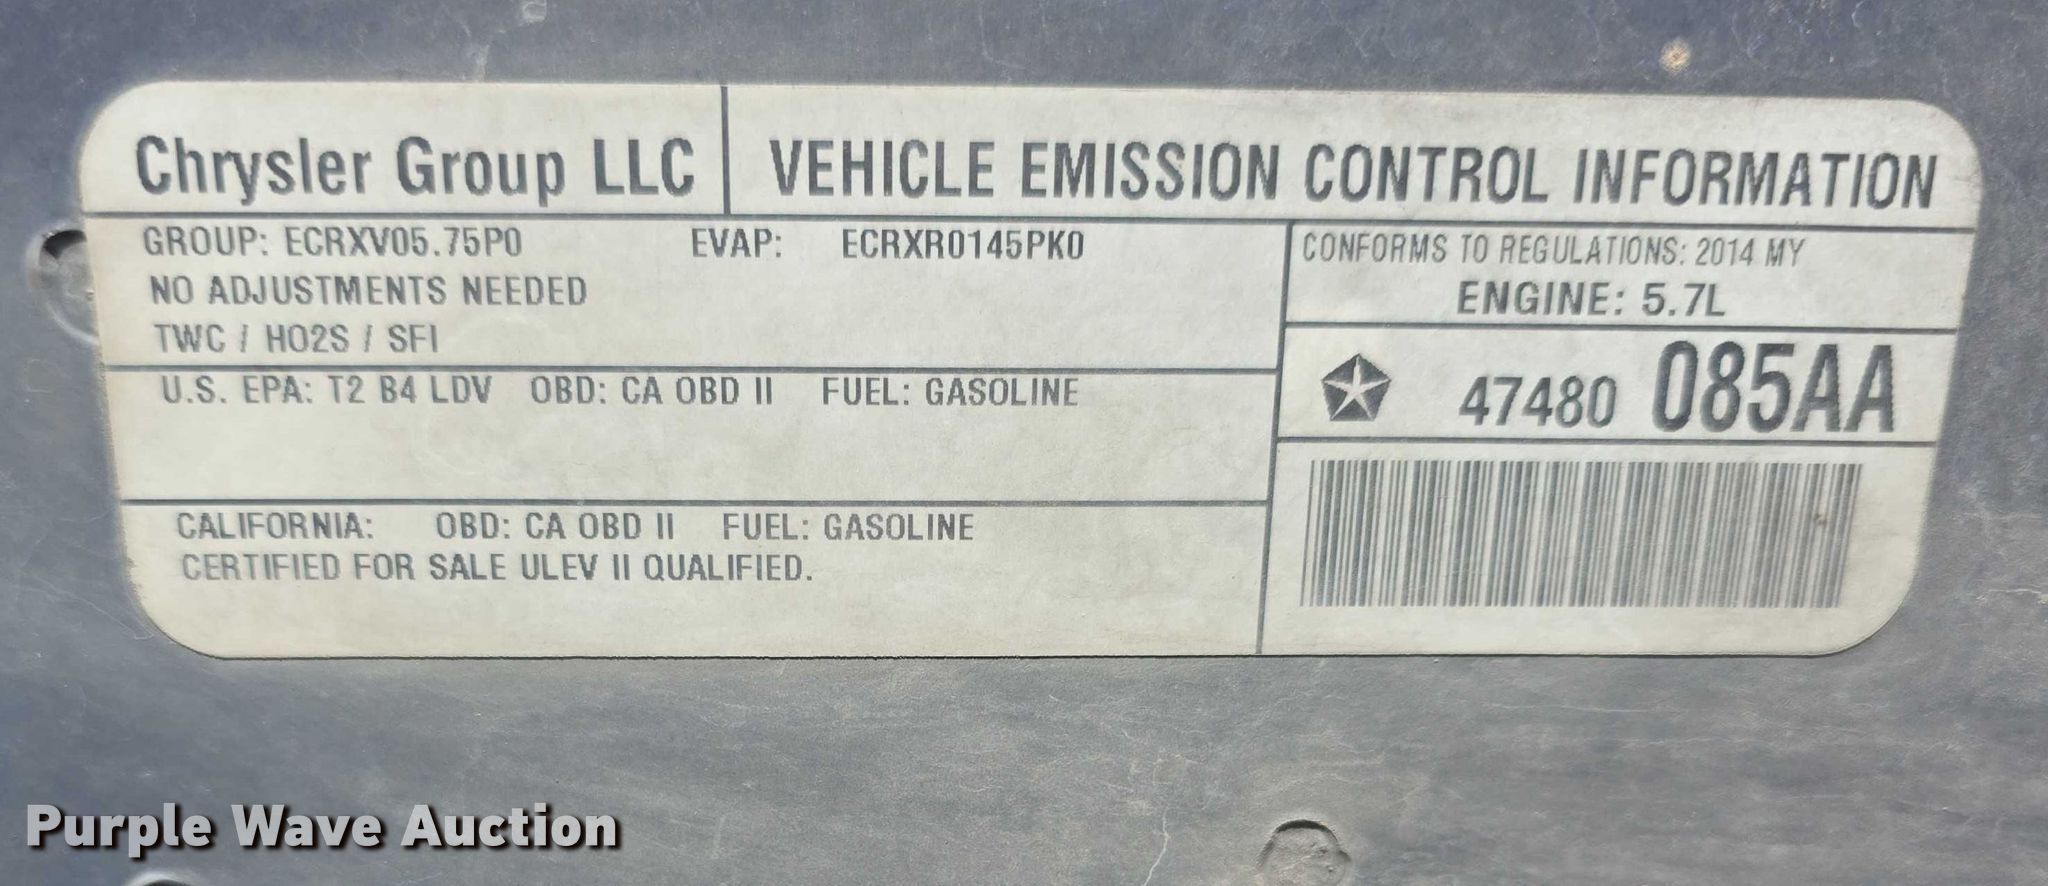 Chrysler Group LLC
VEHICLE EMISSION CONTROL INFORMATION
GROUP: ECRXV05.75P0 EVAP: ECRXR0145PK0
NO ADJUSTMENTS NEEDED
TWC / HO2S / SFI
CONFORMS TO REGULATIONS: 2014 MY
ENGINE: 5.7L
47480 085AA
U.S. EPA: T2 B4 LDV OBD: CA OBD II FUEL: GASOLINE
CALIFORNIA: OBD: CA OBD II FUEL: GASOLINE
CERTIFIED FOR SALE ULEV II QUALIFIED.
Purple Wave Auction